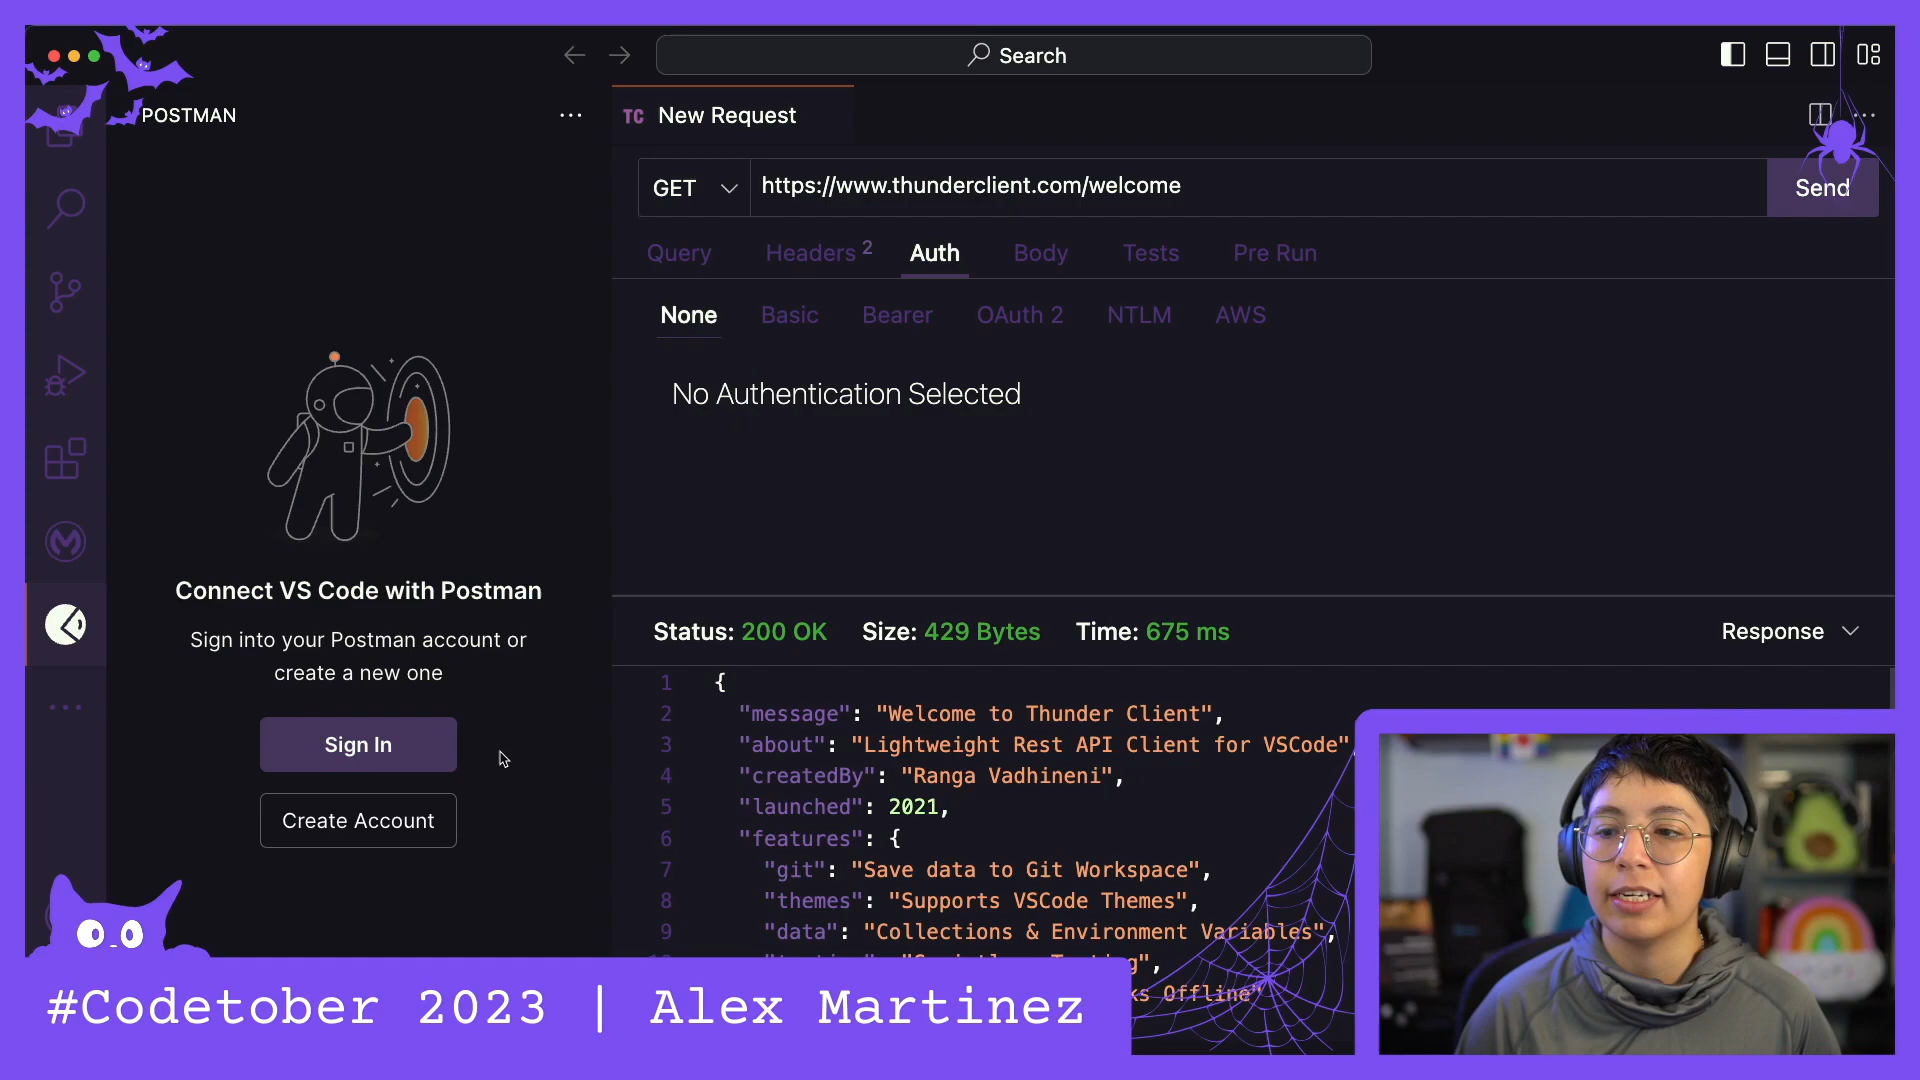 Search
POSTMAN
TC New Request
GET https://www.thunderclient.com/welcome Send
Query Headers 2 Auth Body Tests Pre Run
None Basic Bearer OAuth 2 NTLM AWS
No Authentication Selected
Connect VS Code with Postman
Sign into your Postman account or
create a new one
Sign In
Create Account
Status: 200 OK Size: 429 Bytes Time: 675 ms Response
1 {
2 "message": "Welcome to Thunder Client",
3 "about": "Lightweight Rest API Client for VSCode"
4 "createdBy": "Ranga Vadhineni",
5 "launched": 2021,
6 "features": {
7 "git": "Save data to Git Workspace",
8 "themes": "Supports VSCode Themes",
9 "data": "Collections & Environment Variables",
Offline"
#Codetober 2023 | Alex Martinez